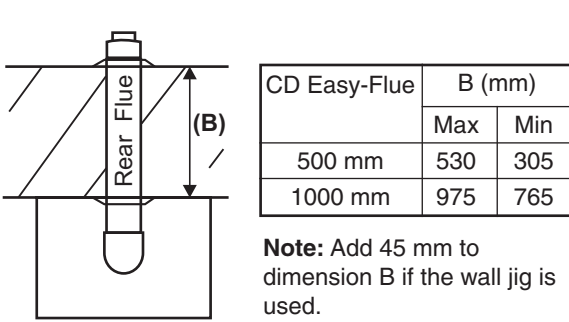 Rear Flue
(B)
CD Easy-Flue B (mm)
Max Min
500 mm 530 305
1000 mm 975 765
Note: Add 45 mm to
dimension B if the wall jig is
used.